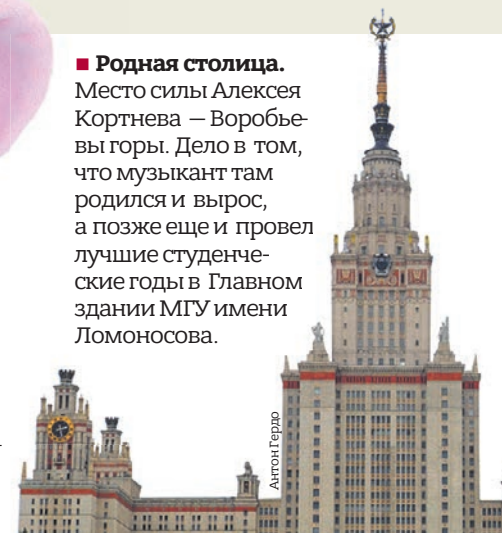 ■ Родная столица.
Место силы Алексея
Кортнева — Воробье-
вы горы. Дело в том,
что музыкант там
родился и вырос,
а позже еще и провел
лучшие студенче-
ские годы в Главном
здании МГУ имени
Ломоносова.
Антон Гердо